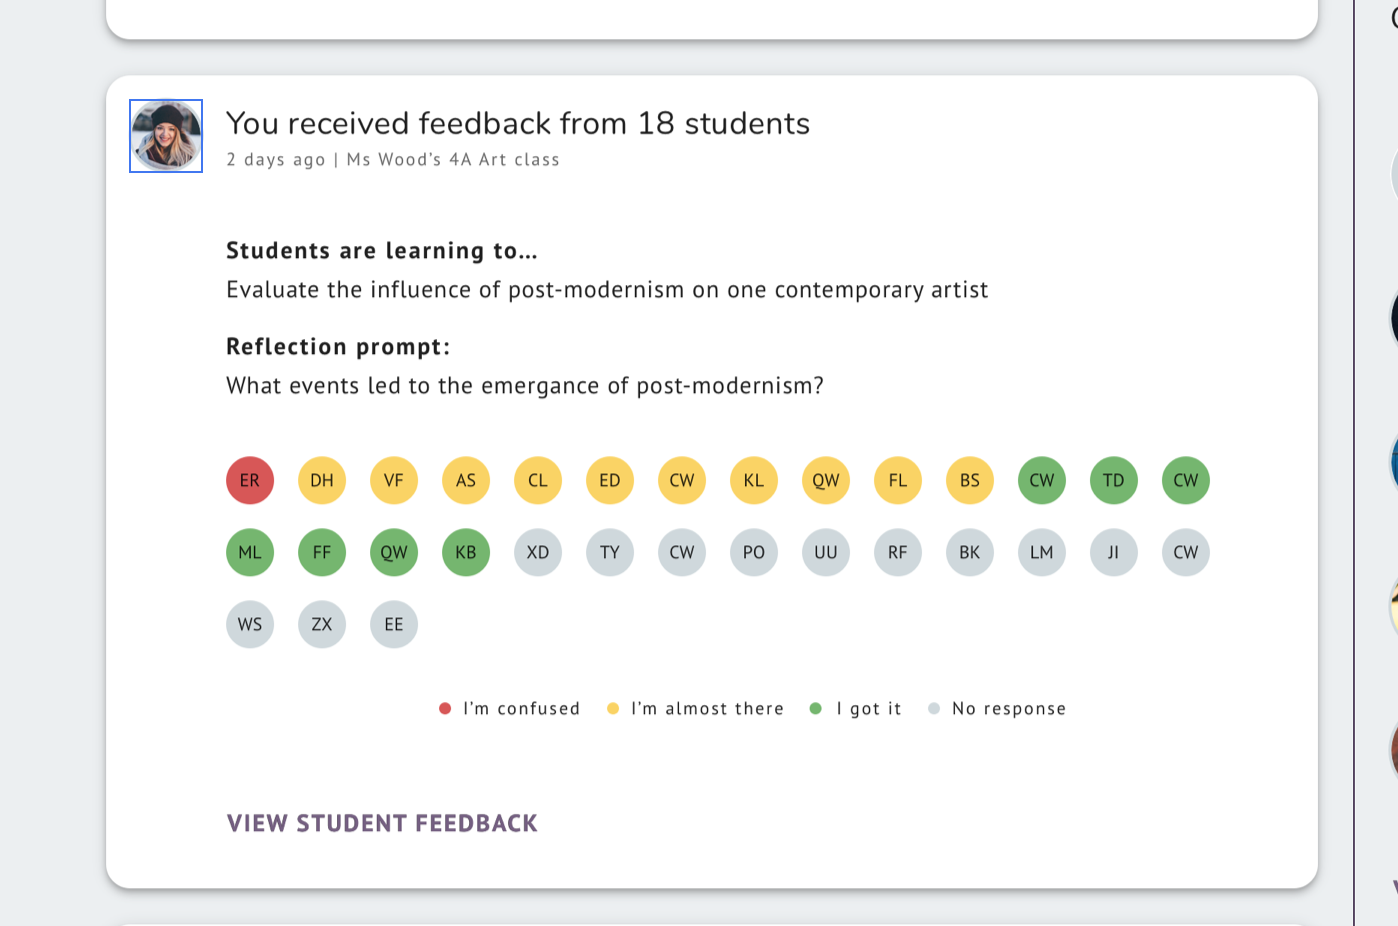 You received feedback from 18 students
2 days ago | Ms Wood’s 4A Art class
Students are learning to...
Evaluate the influence of post-modernism on one contemporary artist
Reflection prompt:
What events led to the emergance of post-modernism?
ER DH VF AS CL ED CW KL QW FL BS CW TD CW
ML FF QW KB XD TY CW PO UU RF BK LM JI CW
WS ZX EE
I’m confused I’m almost there I got it No response
VIEW STUDENT FEEDBACK